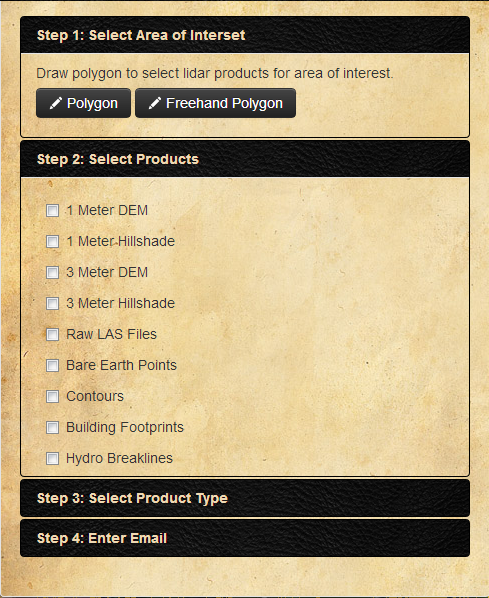 Step 1: Select Area of Interset
Draw polygon to select lidar products for area of interest.
Polygon Freehand Polygon
Step 2: Select Products
1 Meter DEM
1 Meter Hillshade
3 Meter DEM
3 Meter Hillshade
Raw LAS Files
Bare Earth Points
Contours
Building Footprints
Hydro Breaklines
Step 3: Select Product Type
Step 4: Enter Email